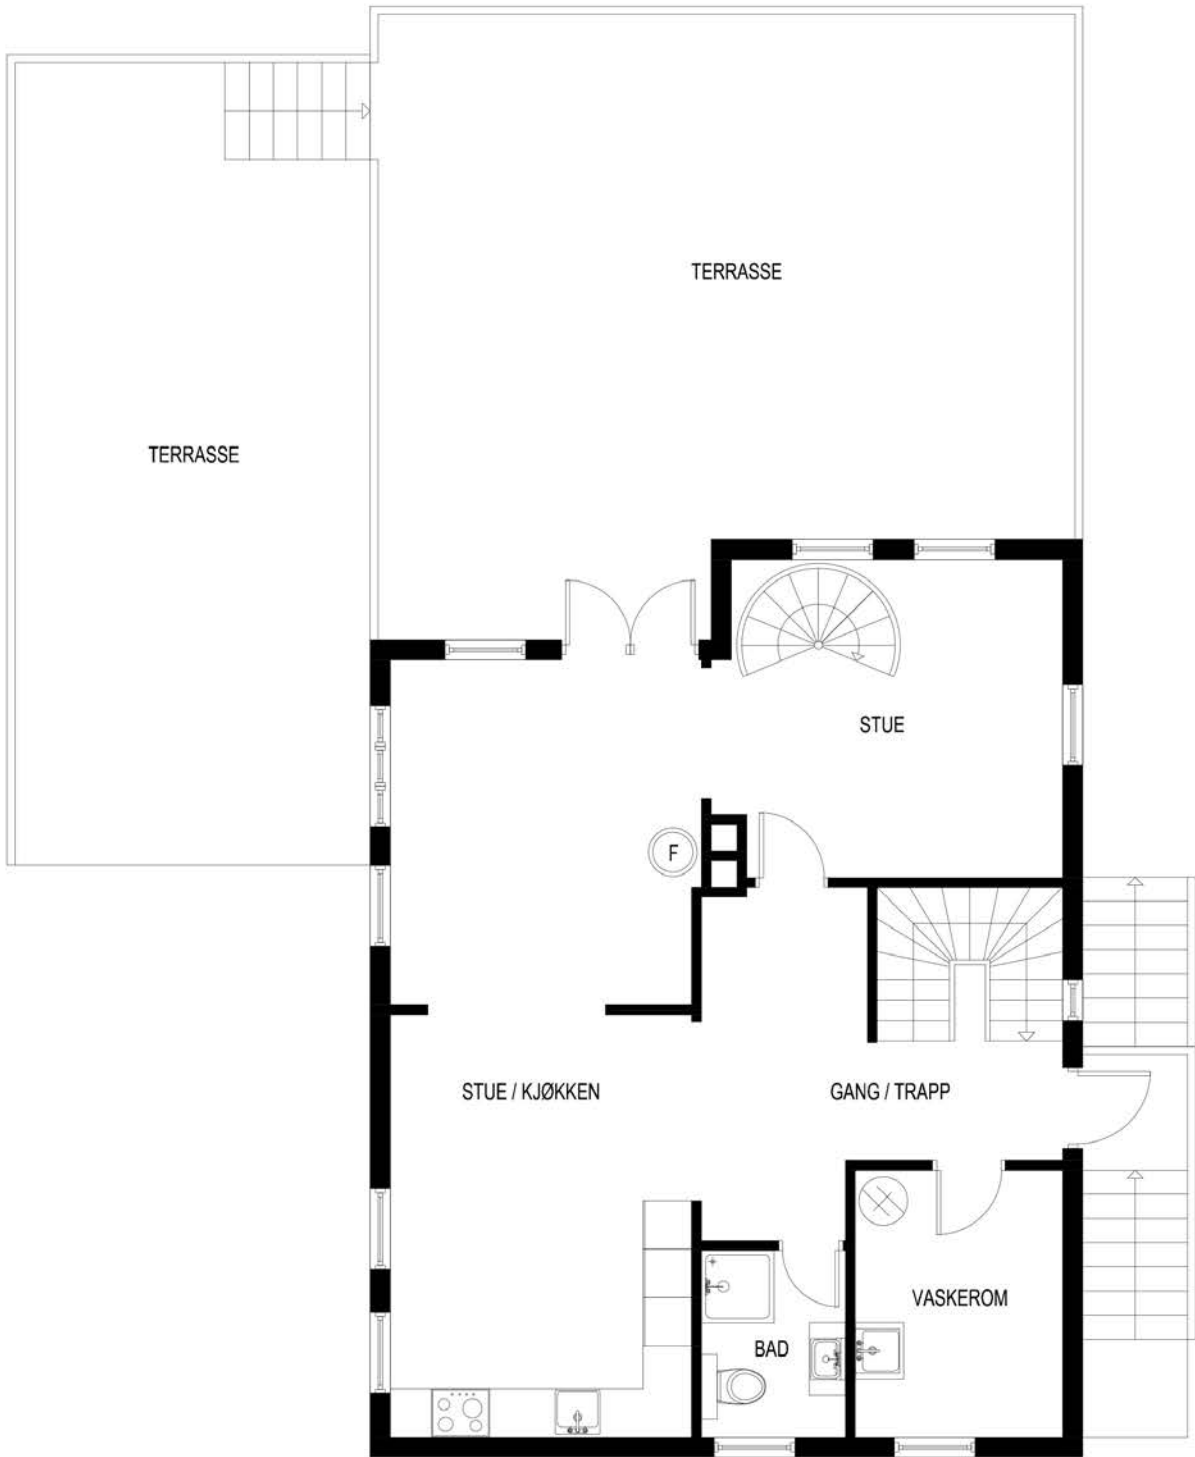 TERRASSE
TERRASSE
STUE
F
STUE / KJØKKEN
GANG / TRAPP
VASKEROM
BAD